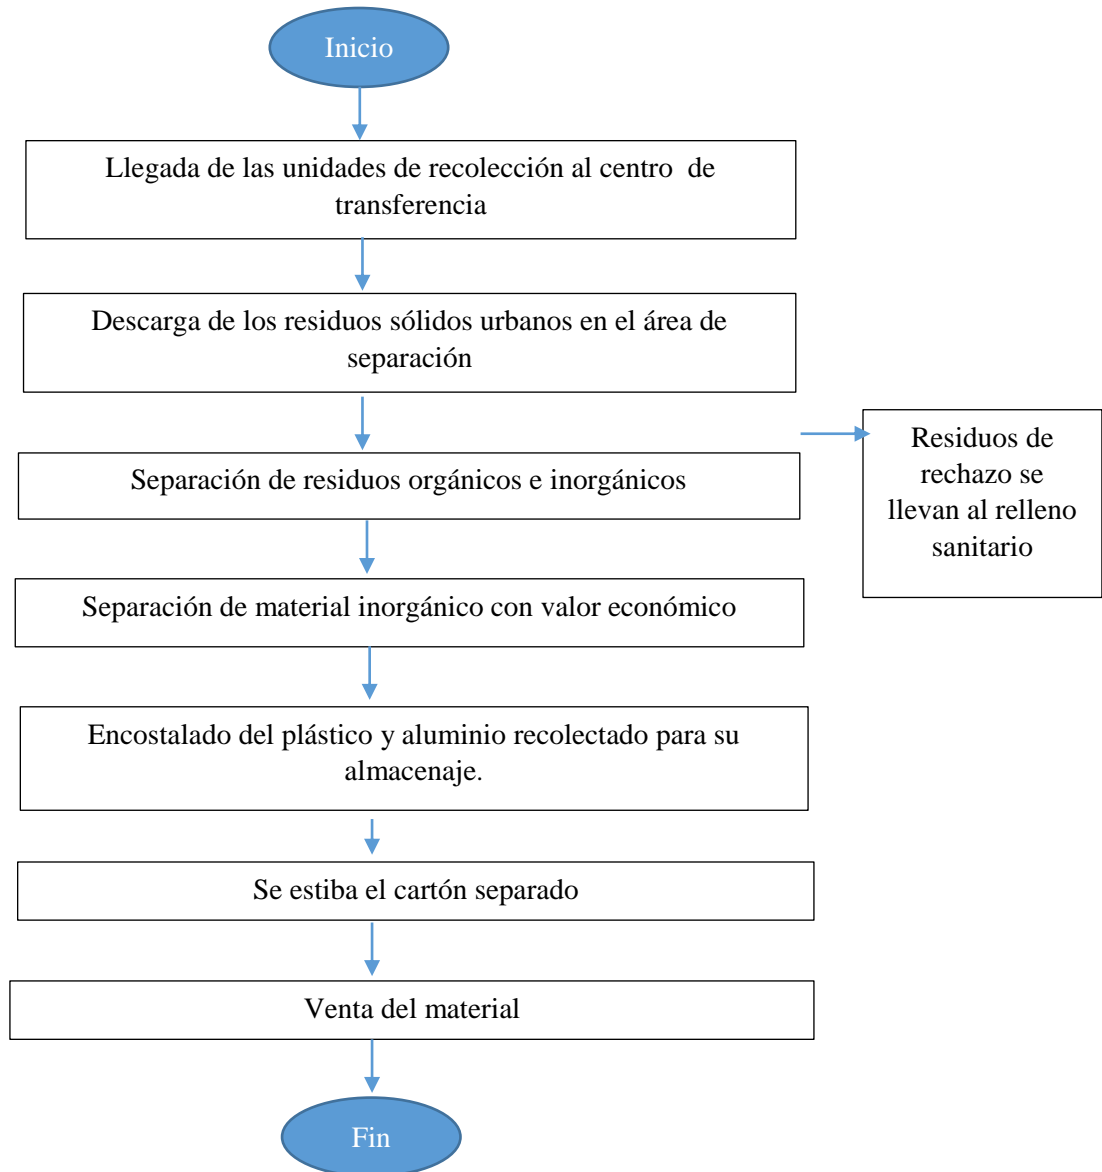 Inicio
Llegada de las unidades de recolección al centro  de
transferencia
Descarga de los residuos sólidos urbanos en el área de
separación
Separación de residuos orgánicos e inorgánicos
Residuos de
rechazo se
llevan al relleno
sanitario
Separación de material inorgánico con valor económico
Encostalado del plástico y aluminio recolectado para su
almacenaje.
Se estiba el cartón separado
Venta del material
Fin